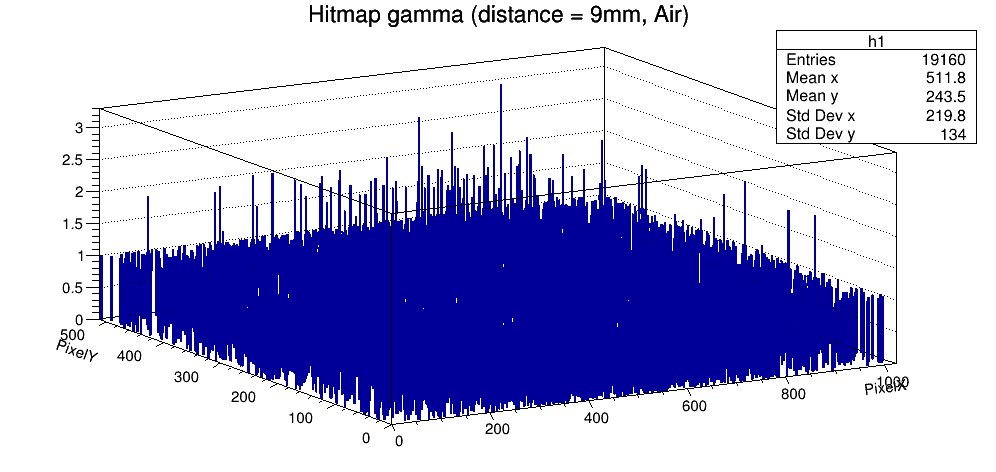 Hitmap gamma (distance = 9mm, Air)
h1
Entries 19160
Mean x 511.8
Mean y 243.5
Std Dev x 219.8
Std Dev y 134
3
2.5
2
1.5
1
0.5
0
500
PixelY
400
300
200
100
0
0
200
400
600
800
1000
PixelX